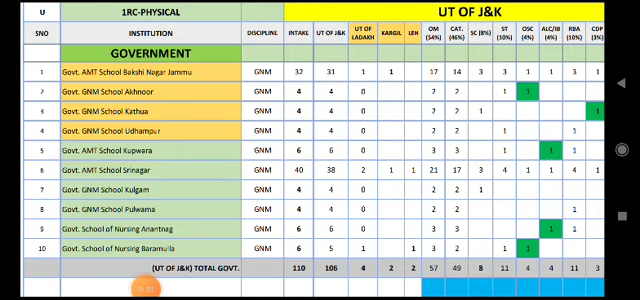 U 1RC-PHYSICAL UT OF J&K
SNO INSTITUTION DISCIPLINE INTAKE UT OF J&K UT OF LADAKH KARGIL LEH OM (54%) CAT. (46%) SC (8%) ST (10%) OSC (4%) ALC/IB (4%) RBA (10%) CDP (3%
GOVERNMENT
1 Govt. AMT School Bakshi Nagar Jammu GNM 32 31 1 1 17 14 3 3 1 1 3 1
2 Govt. GNM School Akhnoor GNM 4 4 0 2 2 1 1
3 Govt. GNM School Kathua GNM 4 4 0 2 2 1 1
4 Govt. GNM School Udhampur GNM 4 4 0 2 2 1 1
5 Govt. AMT School Kupwara GNM 6 6 0 3 3 1 1 1
6 Govt. AMT School Srinagar GNM 40 38 2 1 1 21 17 3 4 1 1 4 1
7 Govt. GNM School Kulgam GNM 4 4 0 2 2 1
8 Govt. GNM School Pulwama GNM 4 4 0 2 2 1
9 Govt. School of Nursing Anantnag GNM 6 6 0 3 3 1 1
10 Govt. School of Nursing Baramulla GNM 6 5 1 1 3 2 1 1
(UT OF J&K) TOTAL GOVT. 110 106 4 2 2 57 49 8 11 4 4 11 3